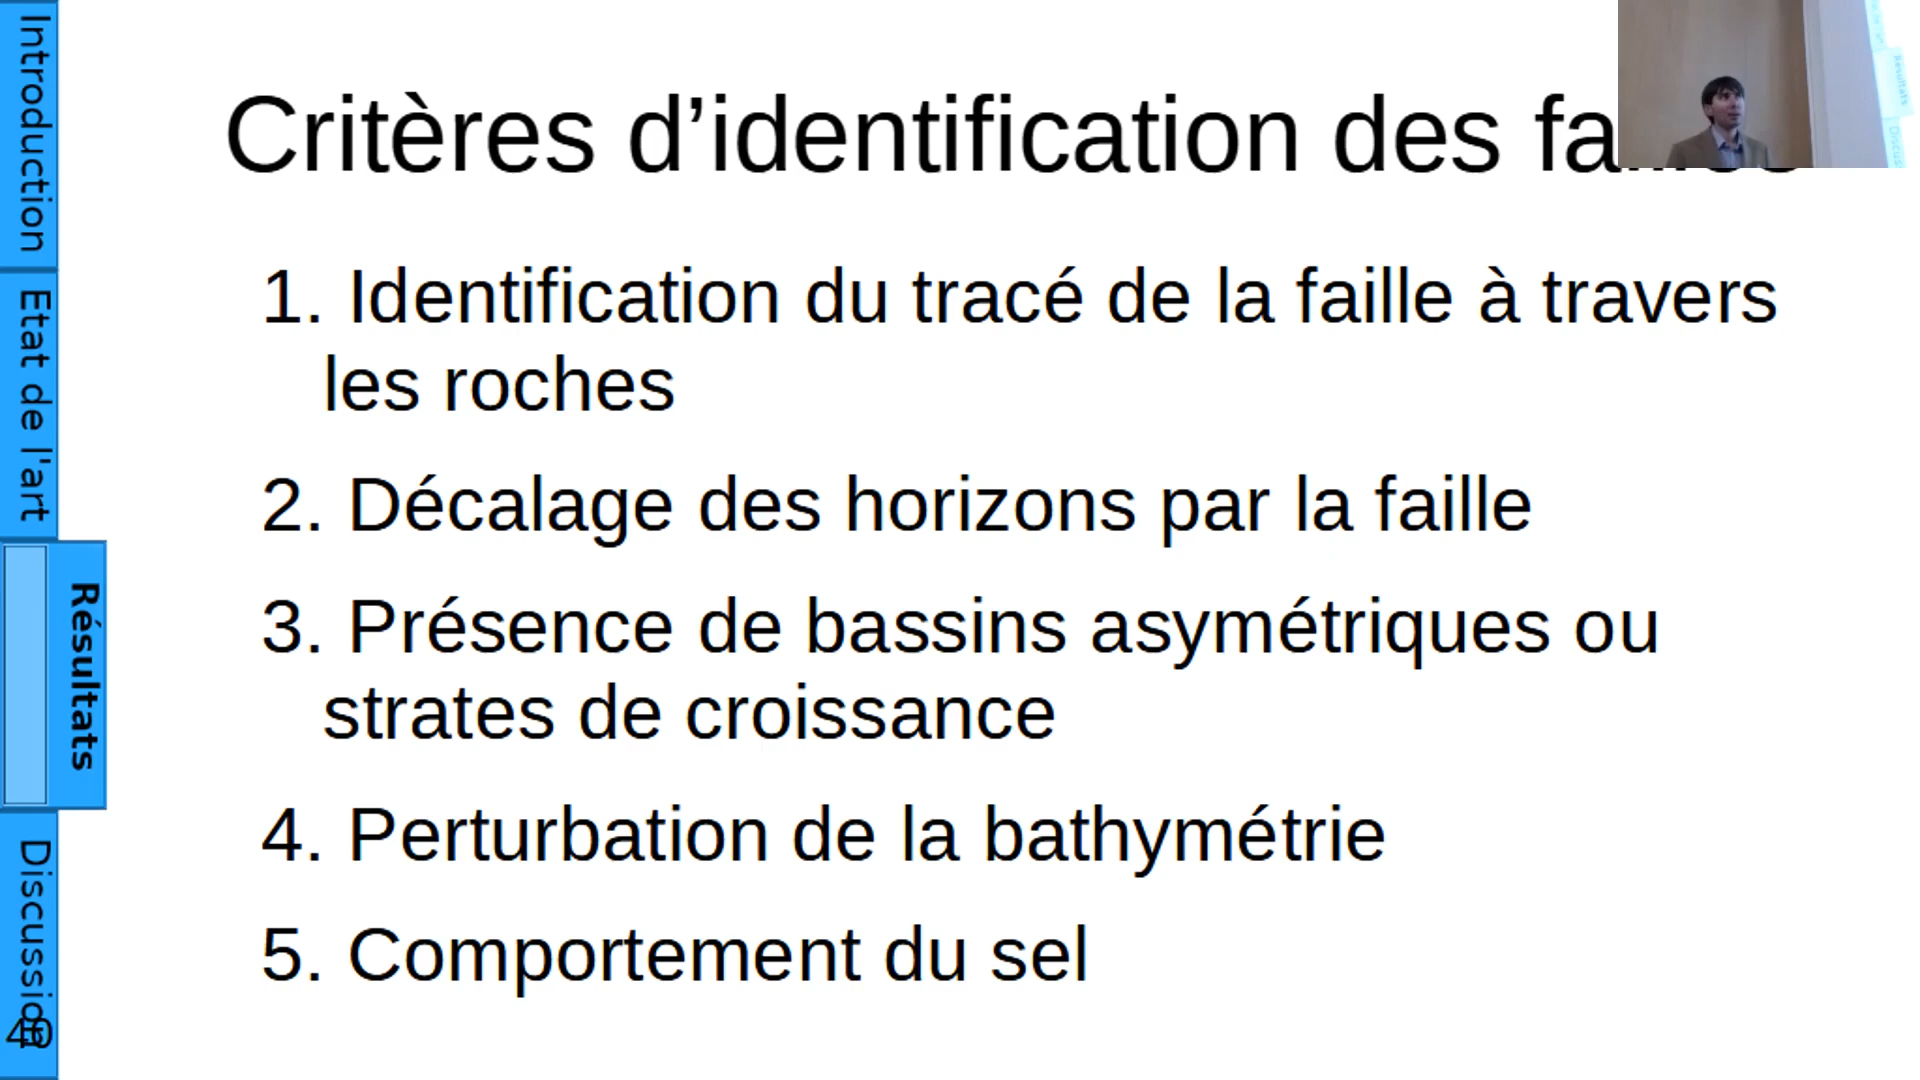 Introduction
Etat de l'art
Résultats
Discussion
40
Critères d’identification des
1. Identification du tracé de la faille à travers
les roches
2. Décalage des horizons par la faille
3. Présence de bassins asymétriques ou
strates de croissance
4. Perturbation de la bathymétrie
5. Comportement du sel